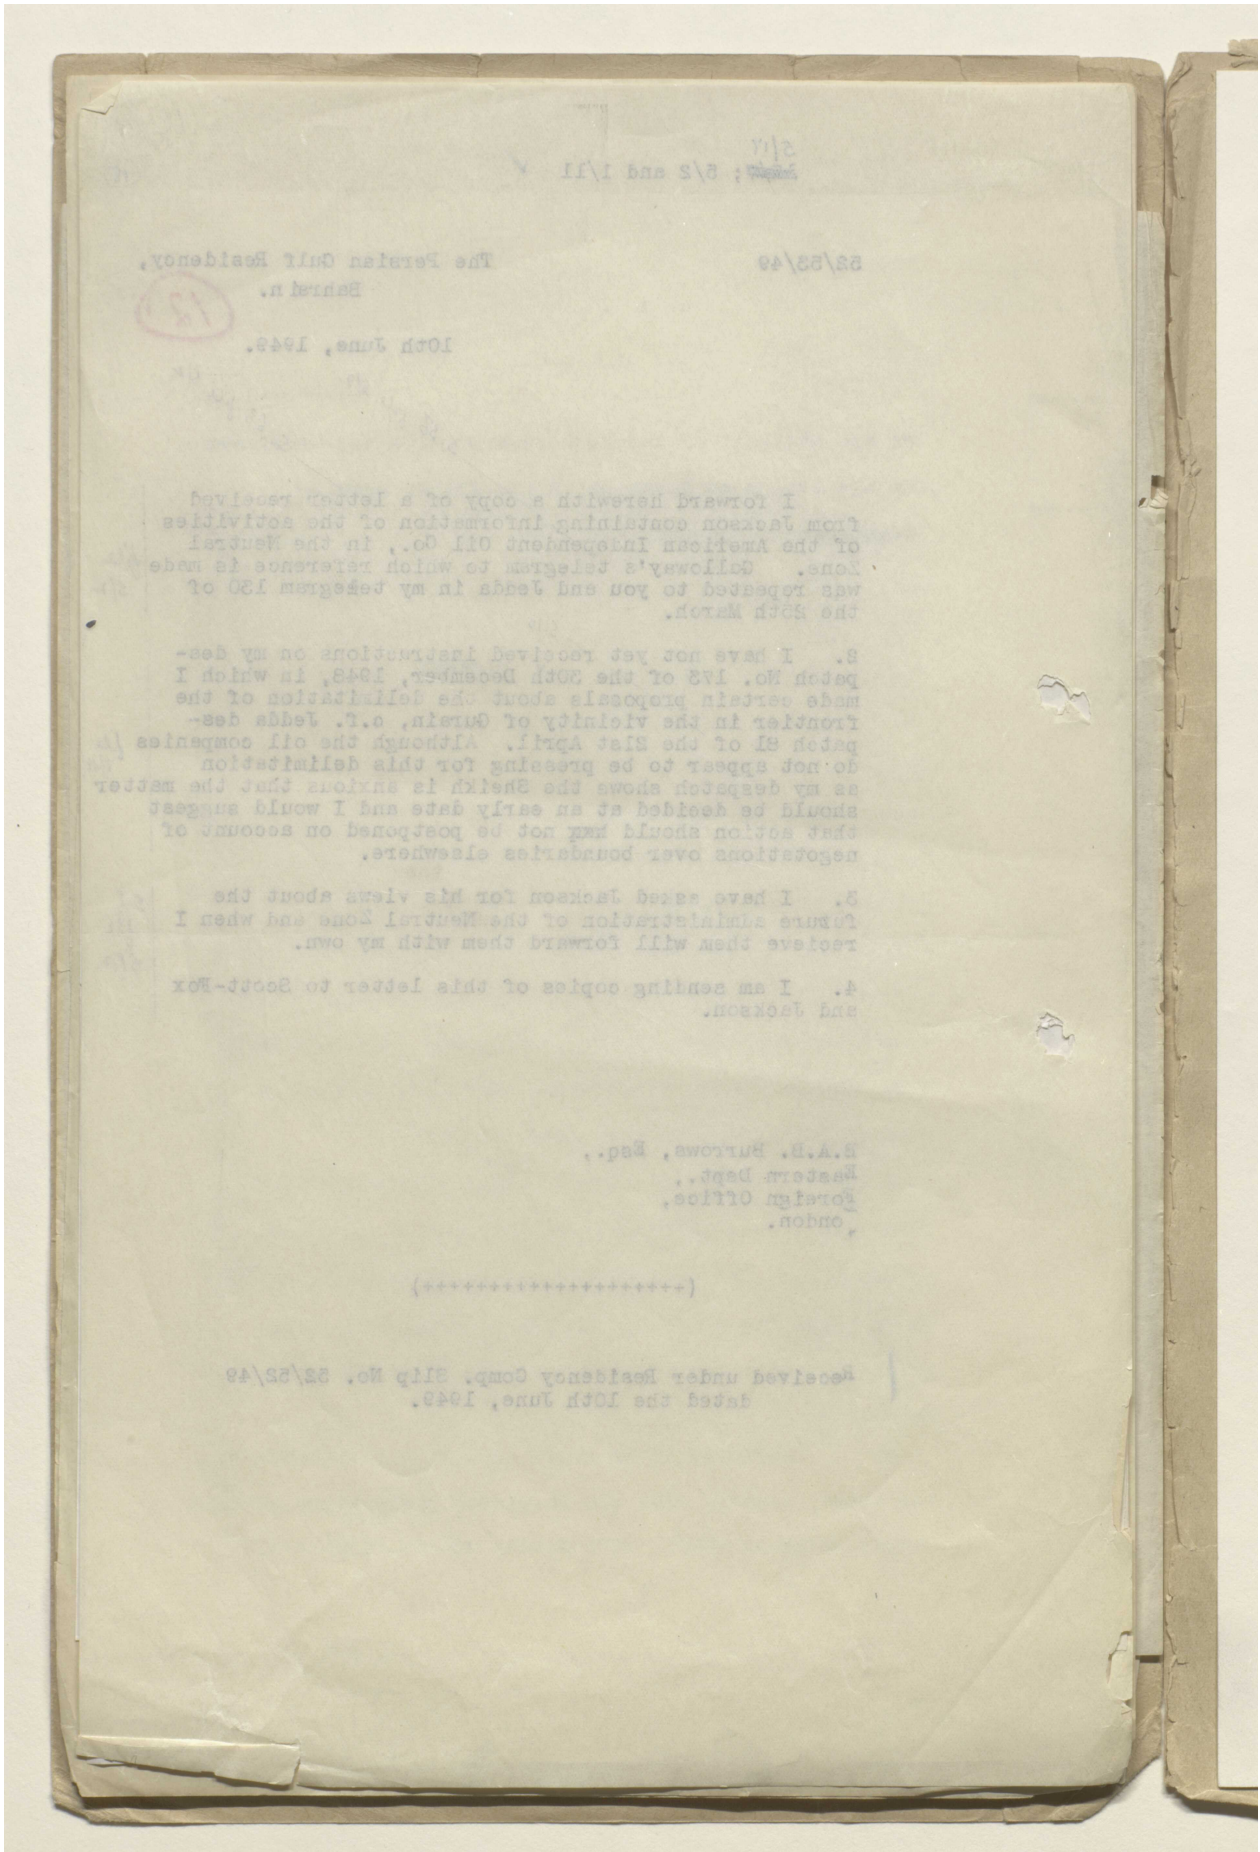 5/17
; 5/2 and 1/11
52/53/49 The Persian Gulf Residency,
Bahrain.
12
10th June, 1949.
I forward herewith a copy of a letter received
from Jackson containing information of the activities
of the American Independent Oil Co., in the Neutral
Zone. Galloway's telegram to which reference is made
was repeated to you and Jedda in my telegram 130 of
the 25th March.
2. I have not yet received instructions on my des-
patch No. 173 of the 30th December, 1948, in which I
made certain proposals about the delimitation of the
frontier in the vicinity of Gurain, c.f. Jedda des-
patch 81 of the 21st April. Although the oil companies
do not appear to be pressing for this delimitation
as my despatch shows the Sheikh is anxious that the matter
should be decided at an early date and I would suggest
that action should not be postponed on account of
negotations over boundaries elsewhere.
3. I have asked Jackson for his views about the
future administration of the Neutral Zone and when I
recieve them will forward them with my own.
4. I am sending copies of this letter to Scott-Fox
and Jackson.
B.A.B. Burrows, Esq.,
Eastern Dept.,
Foreign Office,
ondon.
(+++++++++++++++++++++)
Received under Residency Comp. Slip No. 52/52/49
dated the 10th June, 1949.